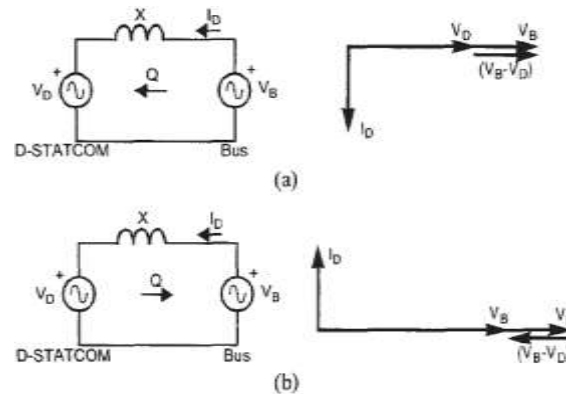 X
I_D
V_D
+
Q
+
V_B
D-STATCOM
Bus
V_D
V_B
(V_B-V_D)
I_D
(a)
X
I_D
V_D
+
Q
+
V_B
D-STATCOM
Bus
I_D
V_B
V
(V_B-V_D
(b)